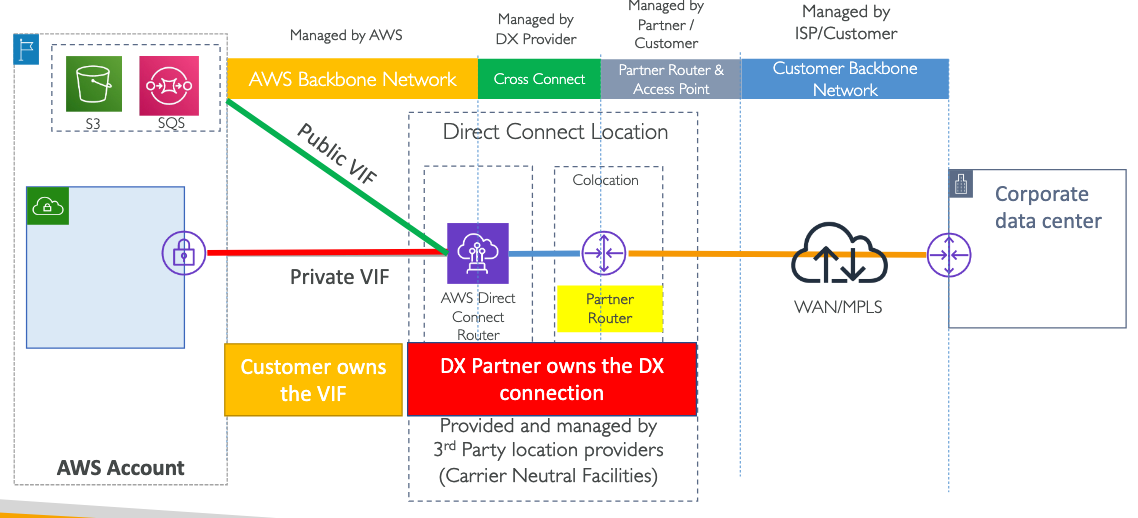 Managed by AWS
Managed by
DX Provider
Managed by
Partner /
Customer
Managed by
ISP/Customer
AWS Backbone Network
Cross Connect
Partner Router &
Access Point
Customer Backbone
Network
S3
SQS
Public VIF
Direct Connect Location
Colocation
Corporate
data center
Private VIF
AWS Direct
Connect
Router
Partner
Router
WAN/MPLS
Customer owns
the VIF
DX Partner owns the DX
connection
Provided and managed by
3rd Party location providers
(Carrier Neutral Facilities)
AWS Account